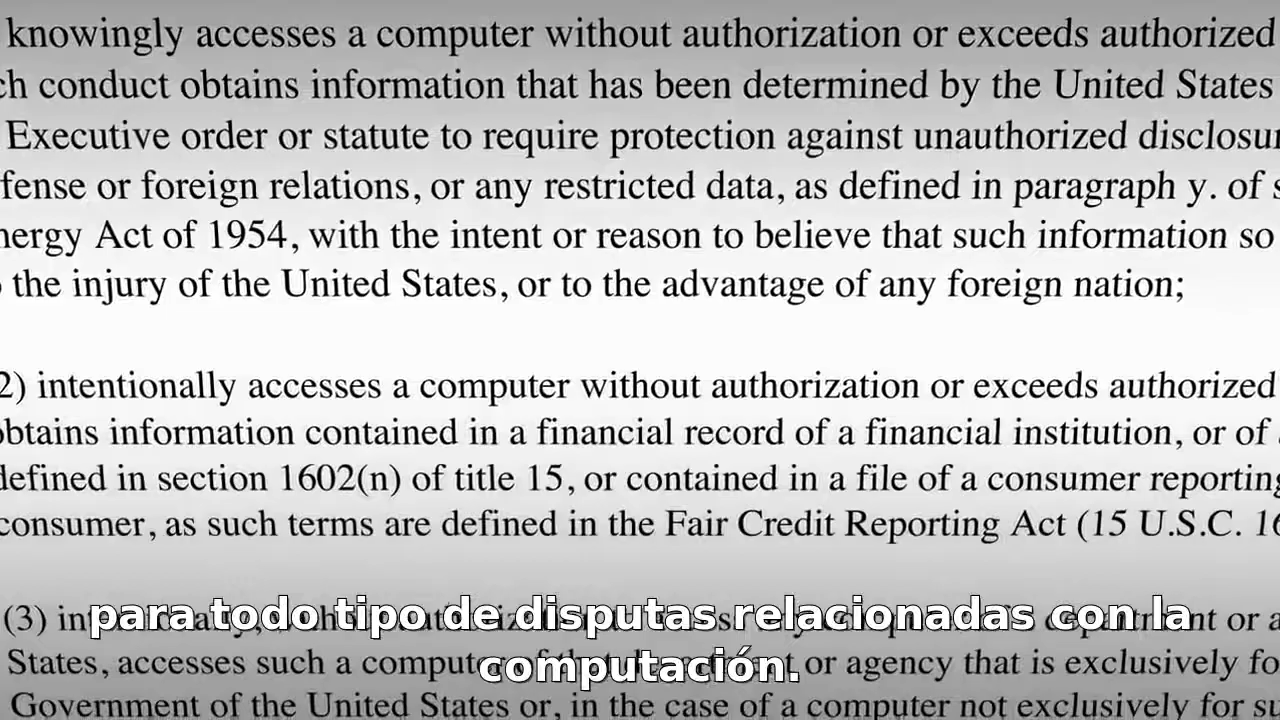 knowingly accesses a computer without authorization or exceeds authorized
ch conduct obtains information that has been determined by the United States
Executive order or statute to require protection against unauthorized disclosur
fense or foreign relations, or any restricted data, as defined in paragraph y. of s
nergy Act of 1954, with the intent or reason to believe that such information so
o the injury of the United States, or to the advantage of any foreign nation;
2) intentionally accesses a computer without authorization or exceeds authorized
obtains information contained in a financial record of a financial institution, or of
defined in section 1602(n) of title 15, or contained in a file of a consumer reporting
consumer, as such terms are defined in the Fair Credit Reporting Act (15 U.S.C. 16
(3)
para todo tipo de disputas relacionadas con la
States, accesses such a
or agency that is exclusively fo
computación.
Government of the United States or, in the case of a computer not exclusively for su